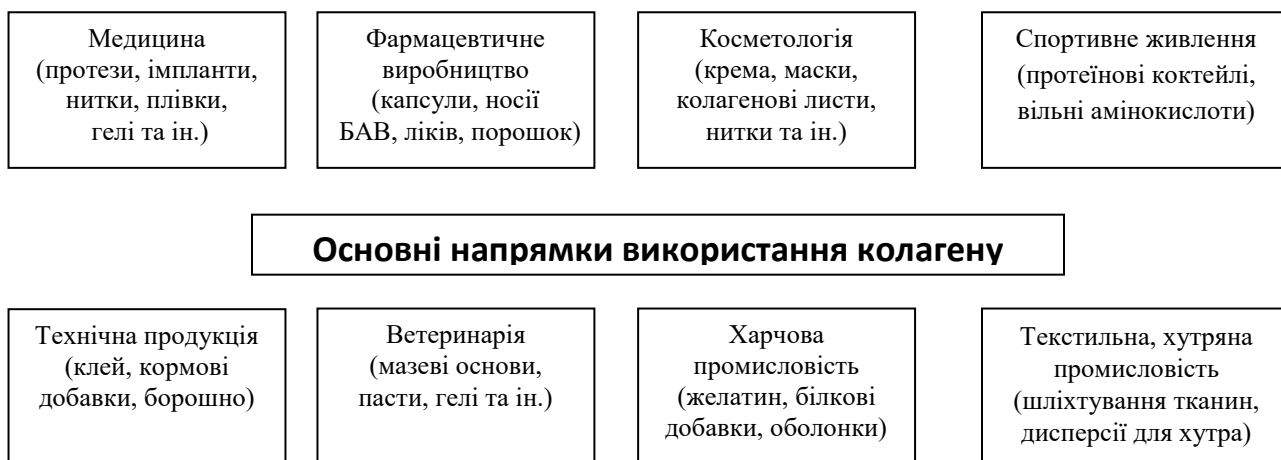 Медицина
(протези, імпланти,
нитки, плівки,
гелі та ін.)
Фармацевтичне
виробництво
(капсули, носії
БАВ, ліків, порошок)
Косметологія
(крема, маски,
колагенові листи,
нитки та ін.)
Спортивне живлення
(протеїнові коктейлі,
вільні амінокислоти)
Основні напрямки використання колагену
Технічна продукція
(клей, кормові
добавки, борошно)
Ветеринарія
(мазеві основи,
пасти, гелі та ін.)
Харчова
промисловість
(желатин, білкові
добавки, оболонки)
Текстильна, хутряна
промисловість
(шліхтування тканин,
дисперсії для хутра)